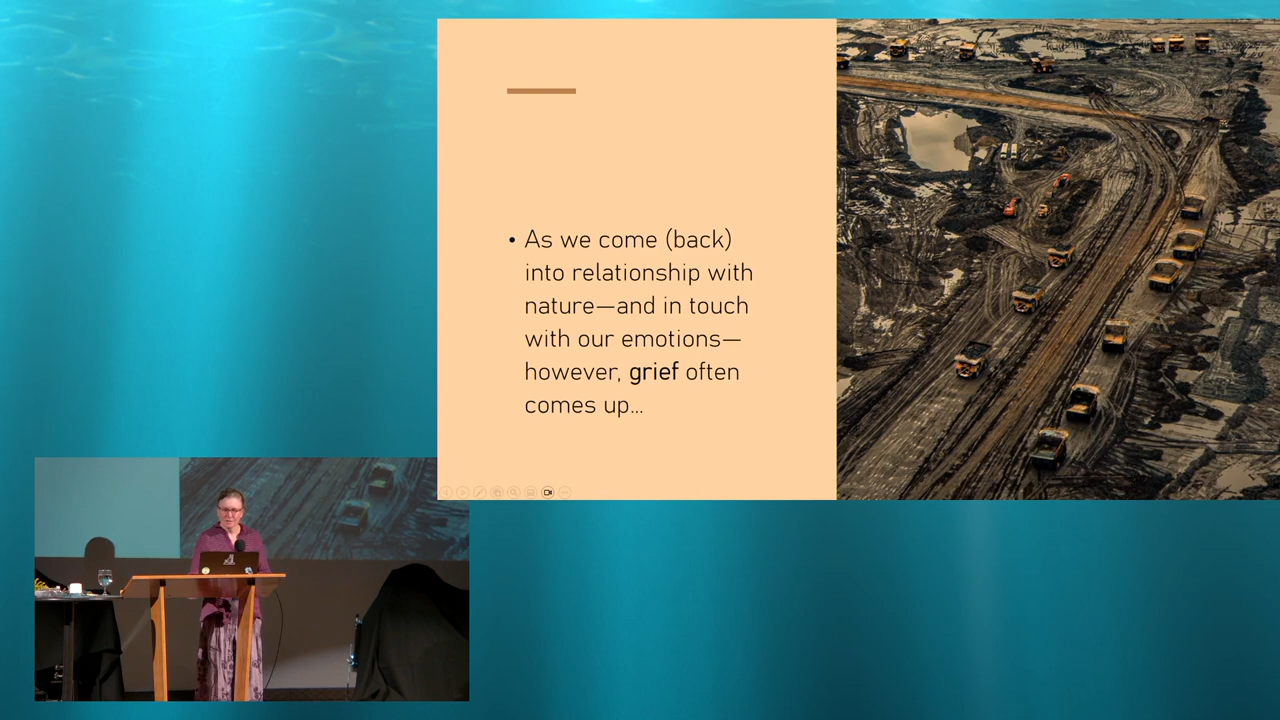 • As we come (back)
into relationship with
nature—and in touch
with our emotions—
however, grief often
comes up...